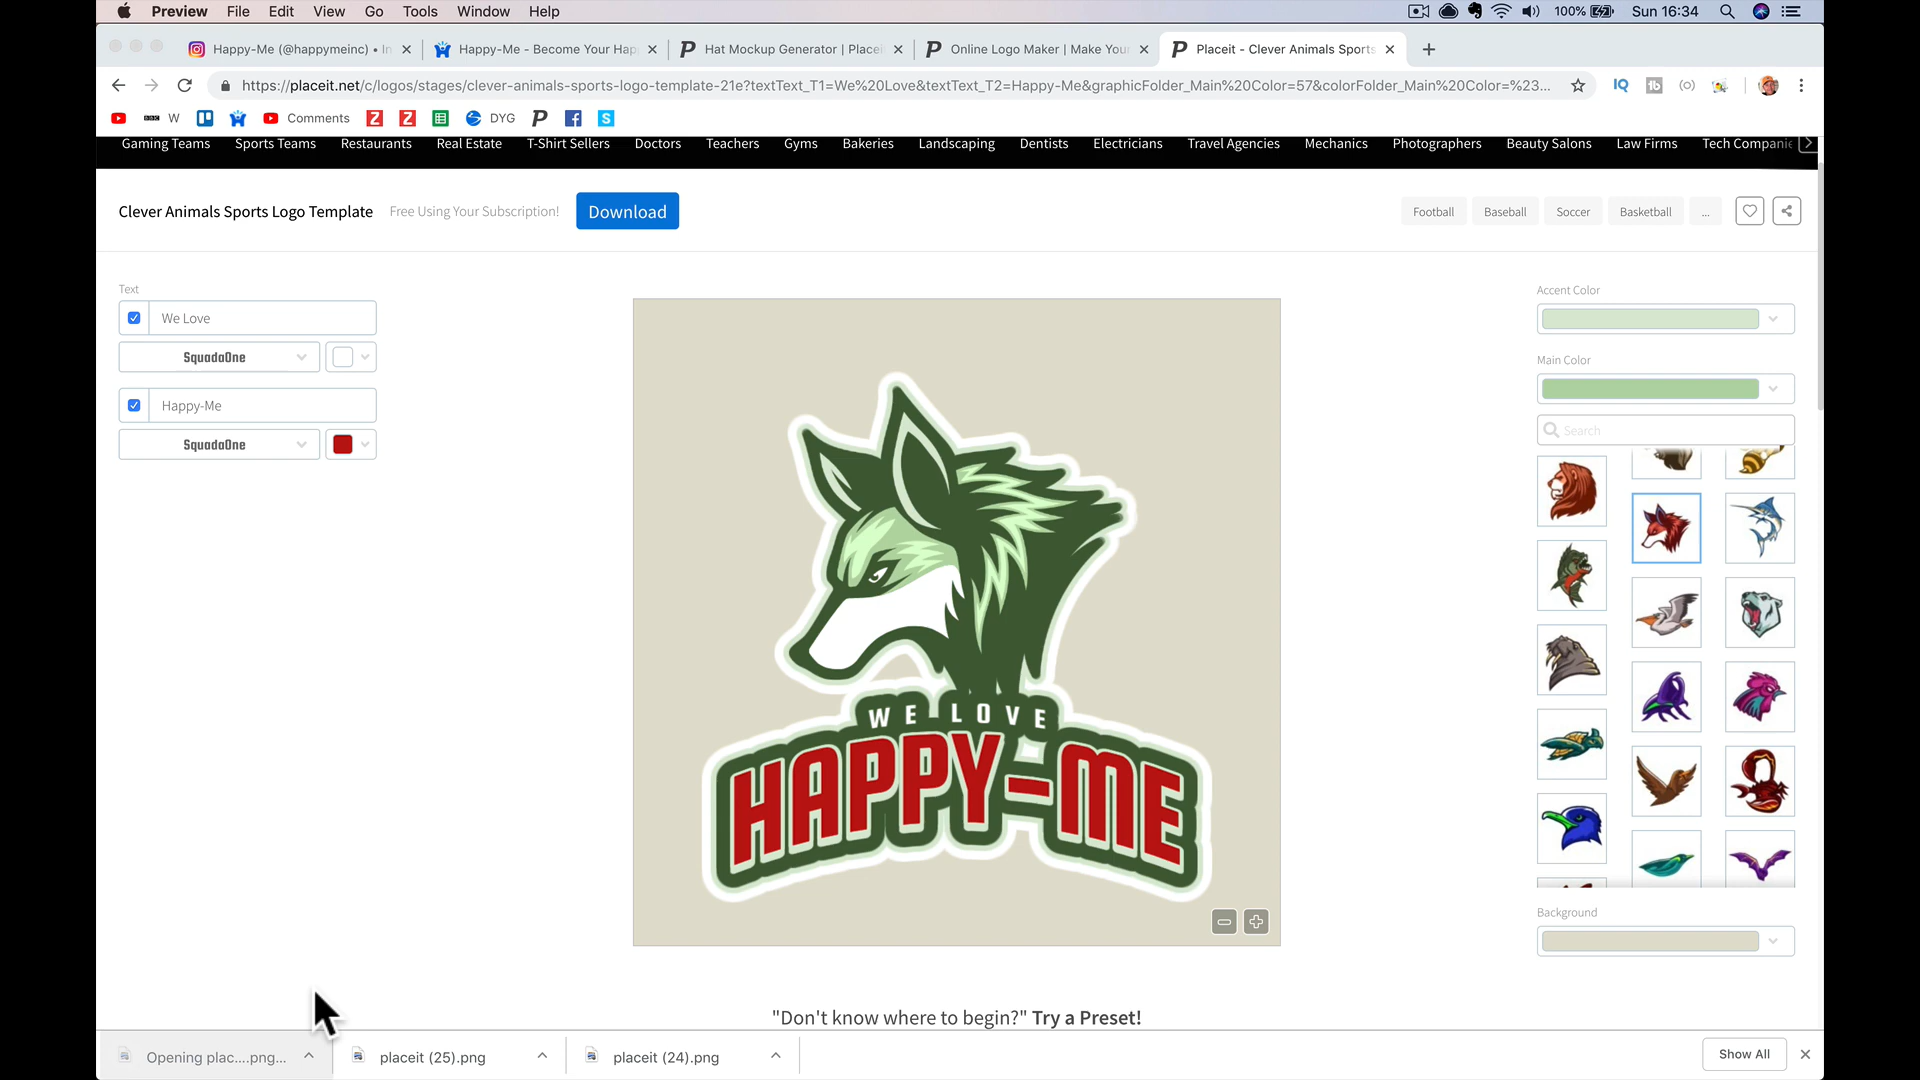 Preview File Edit View Go Tools Window Help 100% Sun 16:34
Happy-Me (@happymeinc) • In Happy-Me - Become Your Hap Hat Mockup Generator | Placei Online Logo Maker | Make Your Placeit - Clever Animals Sports
https://placeit.net/c/logos/stages/clever-animals-sports-logo-template-21e?textText_T1=We%20Love&textText_T2=Happy-Me&graphicFolder_Main%20Color=57&colorFolder_Main%20Color=%23...
W Comments DYG
Gaming Teams Sports Teams Restaurants Real Estate T-Shirt Sellers Doctors Teachers Gyms Bakeries Landscaping Dentists Electricians Travel Agencies Mechanics Photographers Beauty Salons Law Firms Tech Companie
Clever Animals Sports Logo Template Free Using Your Subscription! Download Football Baseball Soccer Basketball ...
Text
We Love
SquadaOne
Happy-Me
SquadaOne
WE LOVE
HAPPY-ME
Accent Color
Main Color
Search
Background
"Don't know where to begin?" Try a Preset!
Opening plac....png... placeit (25).png placeit (24).png Show All